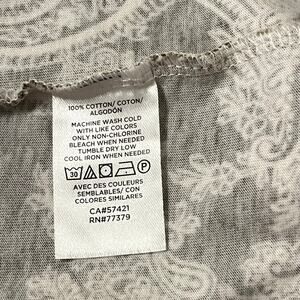 100% COTTON/ COTON/
ALGODÓN
MACHINE WASH COLD
WITH LIKE COLORS
ONLY NON-CHLORINE
BLEACH WHEN NEEDED
TUMBLE DRY LOW
COOL IRON WHEN NEEDED
30 P
AVEC DES COULEURS
SEMBLABLES/ CON
COLORES SIMILARES
CA#57421
RN#77379